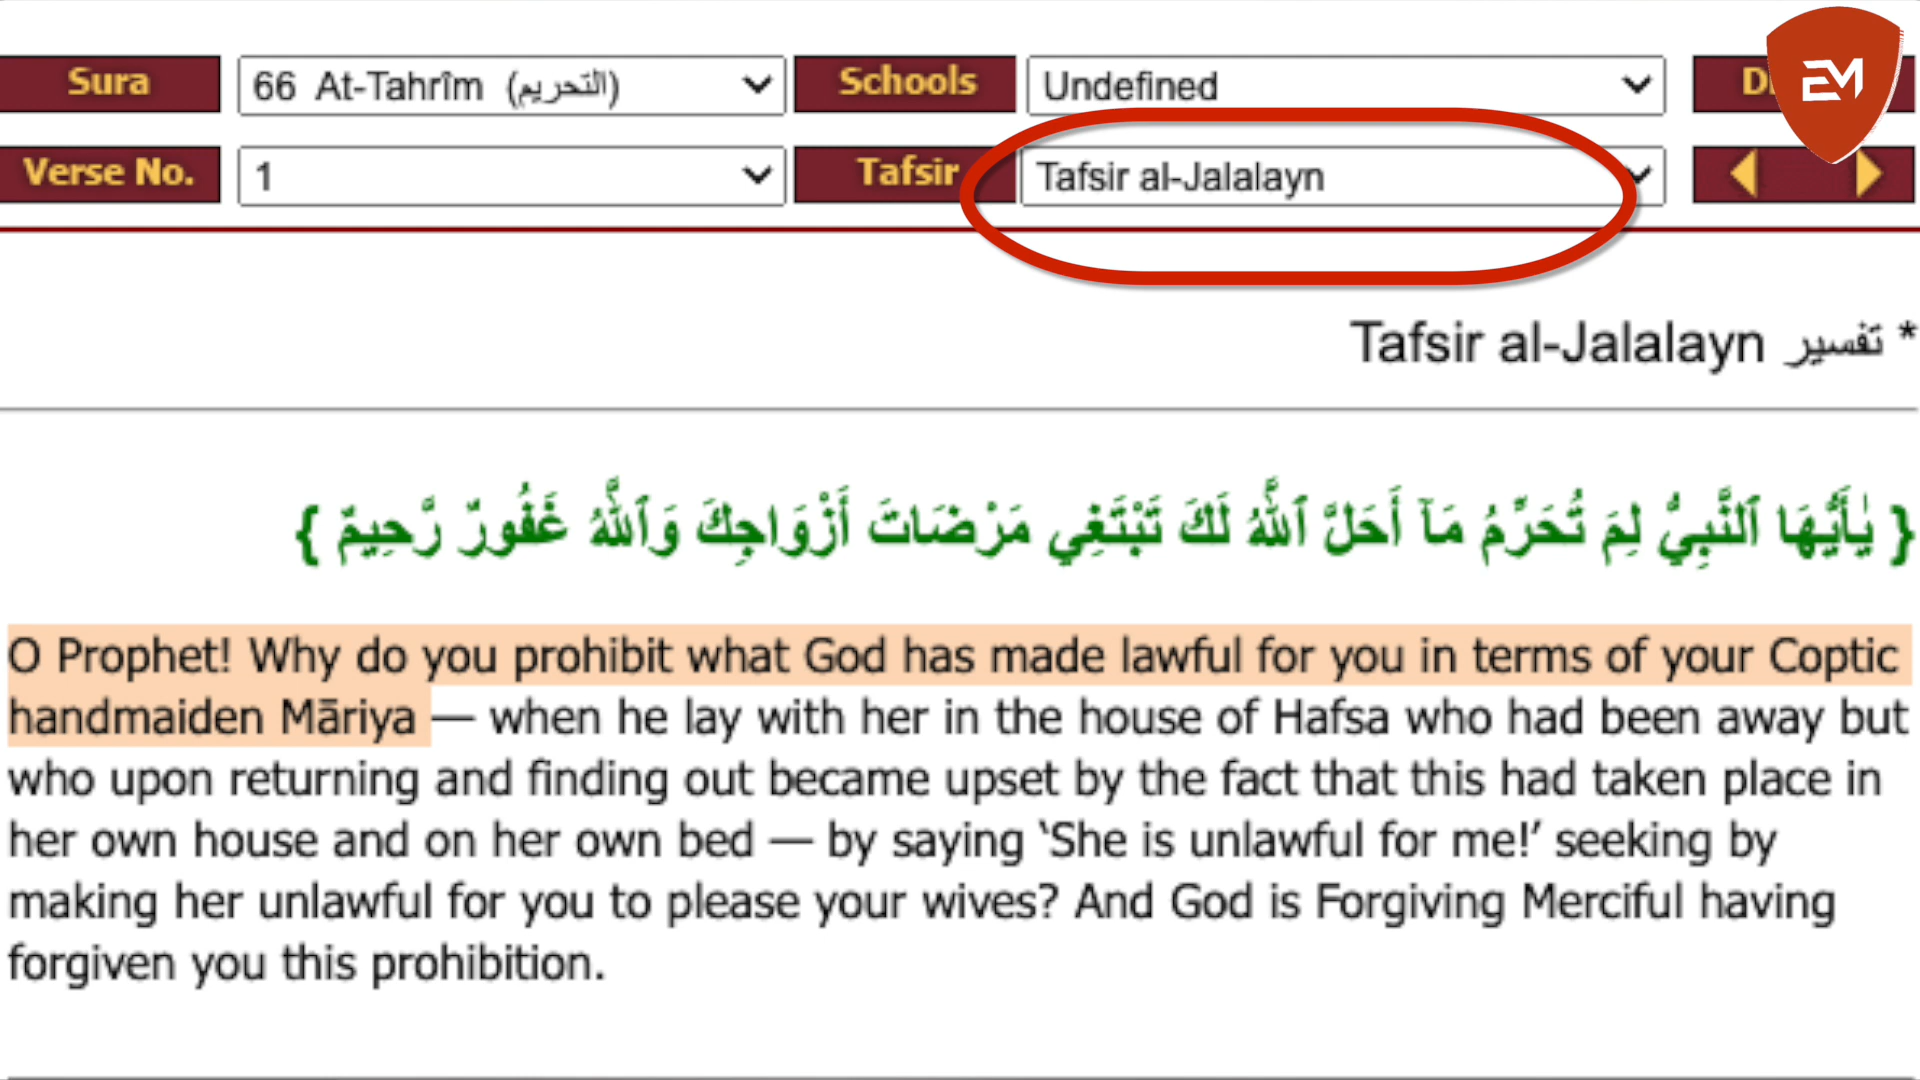 Sura 66 At-Tahrîm (التحريم) Schools Undefined
EM
Verse No. 1 Tafsir Tafsir al-Jalalayn
* تفسير Tafsir al-Jalalayn
{ يٰأَيُّهَا ٱلنَّبِيُّ لِمَ تُحَرِّمُ مَآ أَحَلَّ ٱللَّهُ لَكَ تَبْتَغِي مَرْضَاتَ أَزْوَاجِكَ وَٱللَّهُ غَفُورٌ رَّحِيمٌ }
O Prophet! Why do you prohibit what God has made lawful for you in terms of your Coptic
handmaiden Māriya — when he lay with her in the house of Hafsa who had been away but
who upon returning and finding out became upset by the fact that this had taken place in
her own house and on her own bed — by saying ‘She is unlawful for me!’ seeking by
making her unlawful for you to please your wives? And God is Forgiving Merciful having
forgiven you this prohibition.